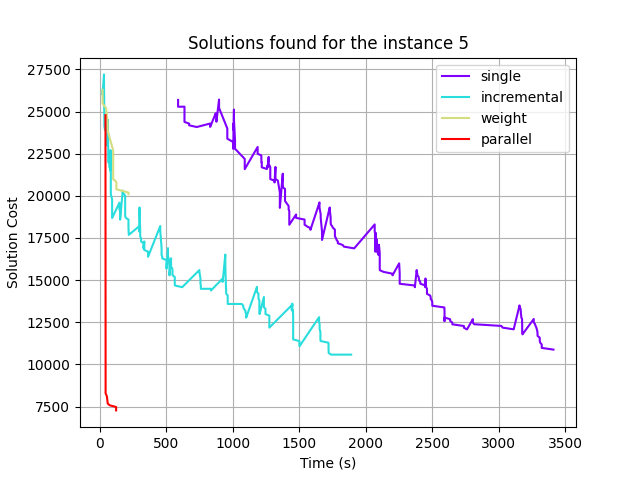 Solutions found for the instance 5
single
incremental
weight
parallel
27500
25000
22500
20000
17500
15000
12500
10000
7500
Solution Cost
0 500 1000 1500 2000 2500 3000 3500
Time (s)